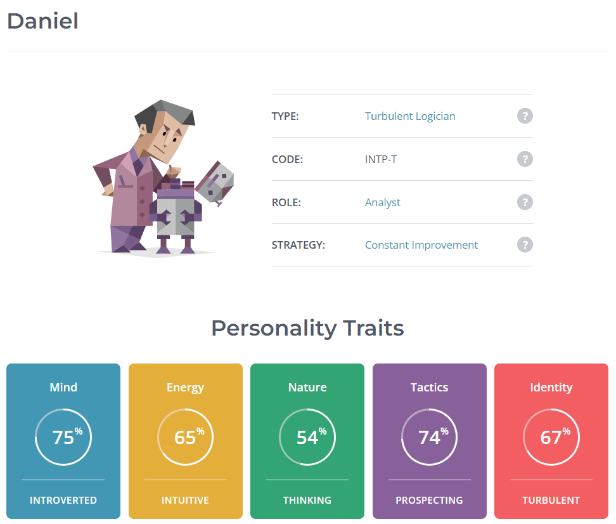 Daniel
TYPE: Turbulent Logician ?
CODE: INTP-T ?
ROLE: Analyst ?
STRATEGY: Constant Improvement ?
Personality Traits
Mind Energy Nature Tactics Identity
75% 65% 54% 74% 67%
INTROVERTED INTUITIVE THINKING PROSPECTING TURBULENT